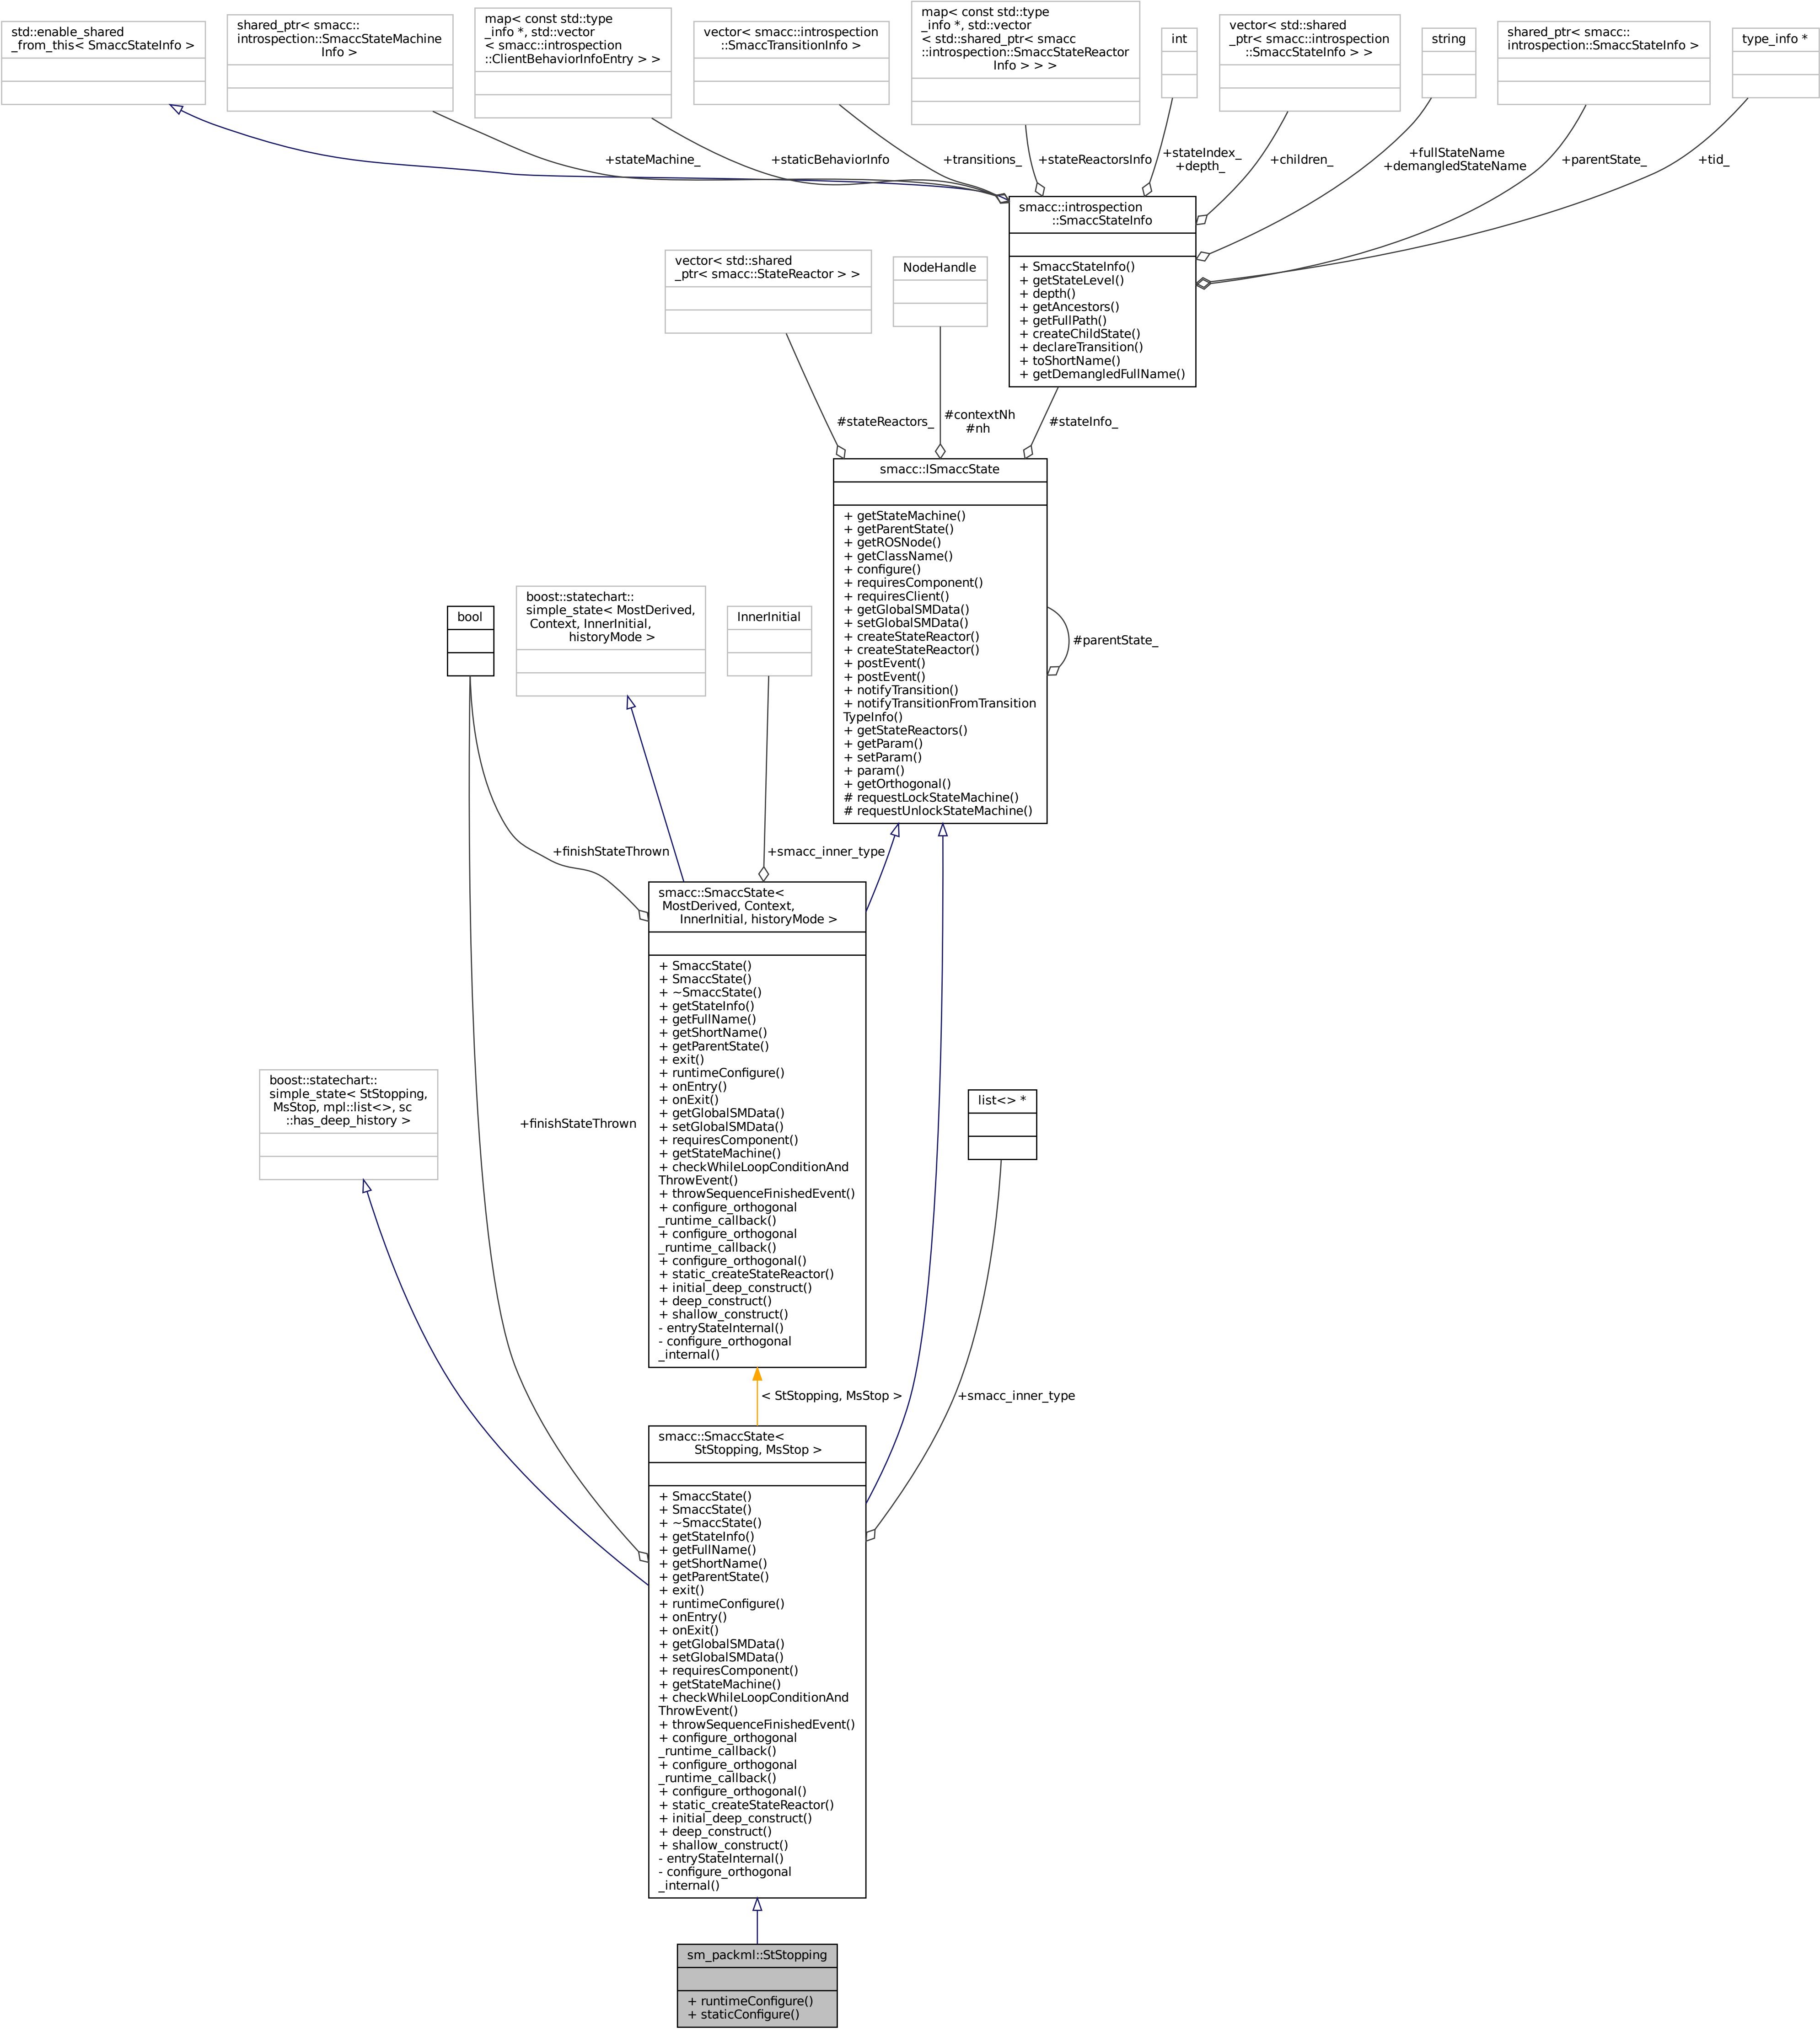 std::enable_shared
_from_this< SmaccStateInfo >
shared_ptr< smacc::
introspection::SmaccStateMachine
Info >
map< const std::type
_info *, std::vector
< smacc::introspection
::ClientBehaviorInfoEntry > >
vector< smacc::introspection
::SmaccTransitionInfo >
map< const std::type
_info *, std::vector
< std::shared_ptr< smacc
::introspection::SmaccStateReactor
Info > > >
int
vector< std::shared
_ptr< smacc::introspection
::SmaccStateInfo > >
string
shared_ptr< smacc::
introspection::SmaccStateInfo >
type_info *
+stateMachine_
+staticBehaviorInfo
+transitions_
+stateReactorsInfo
+stateIndex_
+depth_
+children_
+fullStateName
+demangledStateName
+parentState_
+tid_
smacc::introspection
::SmaccStateInfo
+ SmaccStateInfo()
+ getStateLevel()
+ depth()
+ getAncestors()
+ getFullPath()
+ createChildState()
+ declareTransition()
+ toShortName()
+ getDemangledFullName()
vector< std::shared
_ptr< smacc::StateReactor > >
NodeHandle
#stateReactors_
#contextNh
#nh
#stateInfo_
smacc::ISmaccState
+ getStateMachine()
+ getParentState()
+ getROSNode()
+ getClassName()
+ configure()
+ requiresComponent()
+ requiresClient()
+ getGlobalSMData()
+ setGlobalSMData()
+ createStateReactor()
+ createStateReactor()
+ postEvent()
+ postEvent()
+ notifyTransition()
+ notifyTransitionFromTransition
TypeInfo()
+ getStateReactors()
+ getParam()
+ setParam()
+ param()
+ getOrthogonal()
# requestLockStateMachine()
# requestUnlockStateMachine()
#parentState_
bool
boost::statechart::
simple_state< MostDerived,
Context, InnerInitial,
historyMode >
InnerInitial
+finishStateThrown
+smacc_inner_type
smacc::SmaccState<
MostDerived, Context,
InnerInitial, historyMode >
+ SmaccState()
+ SmaccState()
+ ~SmaccState()
+ getStateInfo()
+ getFullName()
+ getShortName()
+ getParentState()
+ exit()
+ runtimeConfigure()
+ onEntry()
+ onExit()
+ getGlobalSMData()
+ setGlobalSMData()
+ requiresComponent()
+ getStateMachine()
+ checkWhileLoopConditionAnd
ThrowEvent()
+ throwSequenceFinishedEvent()
+ configure_orthogonal
_runtime_callback()
+ configure_orthogonal
_runtime_callback()
+ configure_orthogonal()
+ static_createStateReactor()
+ initial_deep_construct()
+ deep_construct()
+ shallow_construct()
- entryStateInternal()
- configure_orthogonal
_internal()
boost::statechart::
simple_state< StStopping,
MsStop, mpl::list<>, sc
::has_deep_history >
+finishStateThrown
list<> *
< StStopping, MsStop >
+smacc_inner_type
smacc::SmaccState<
StStopping, MsStop >
+ SmaccState()
+ SmaccState()
+ ~SmaccState()
+ getStateInfo()
+ getFullName()
+ getShortName()
+ getParentState()
+ exit()
+ runtimeConfigure()
+ onEntry()
+ onExit()
+ getGlobalSMData()
+ setGlobalSMData()
+ requiresComponent()
+ getStateMachine()
+ checkWhileLoopConditionAnd
ThrowEvent()
+ throwSequenceFinishedEvent()
+ configure_orthogonal
_runtime_callback()
+ configure_orthogonal
_runtime_callback()
+ configure_orthogonal()
+ static_createStateReactor()
+ initial_deep_construct()
+ deep_construct()
+ shallow_construct()
- entryStateInternal()
- configure_orthogonal
_internal()
sm_packml::StStopping
+ runtimeConfigure()
+ staticConfigure()